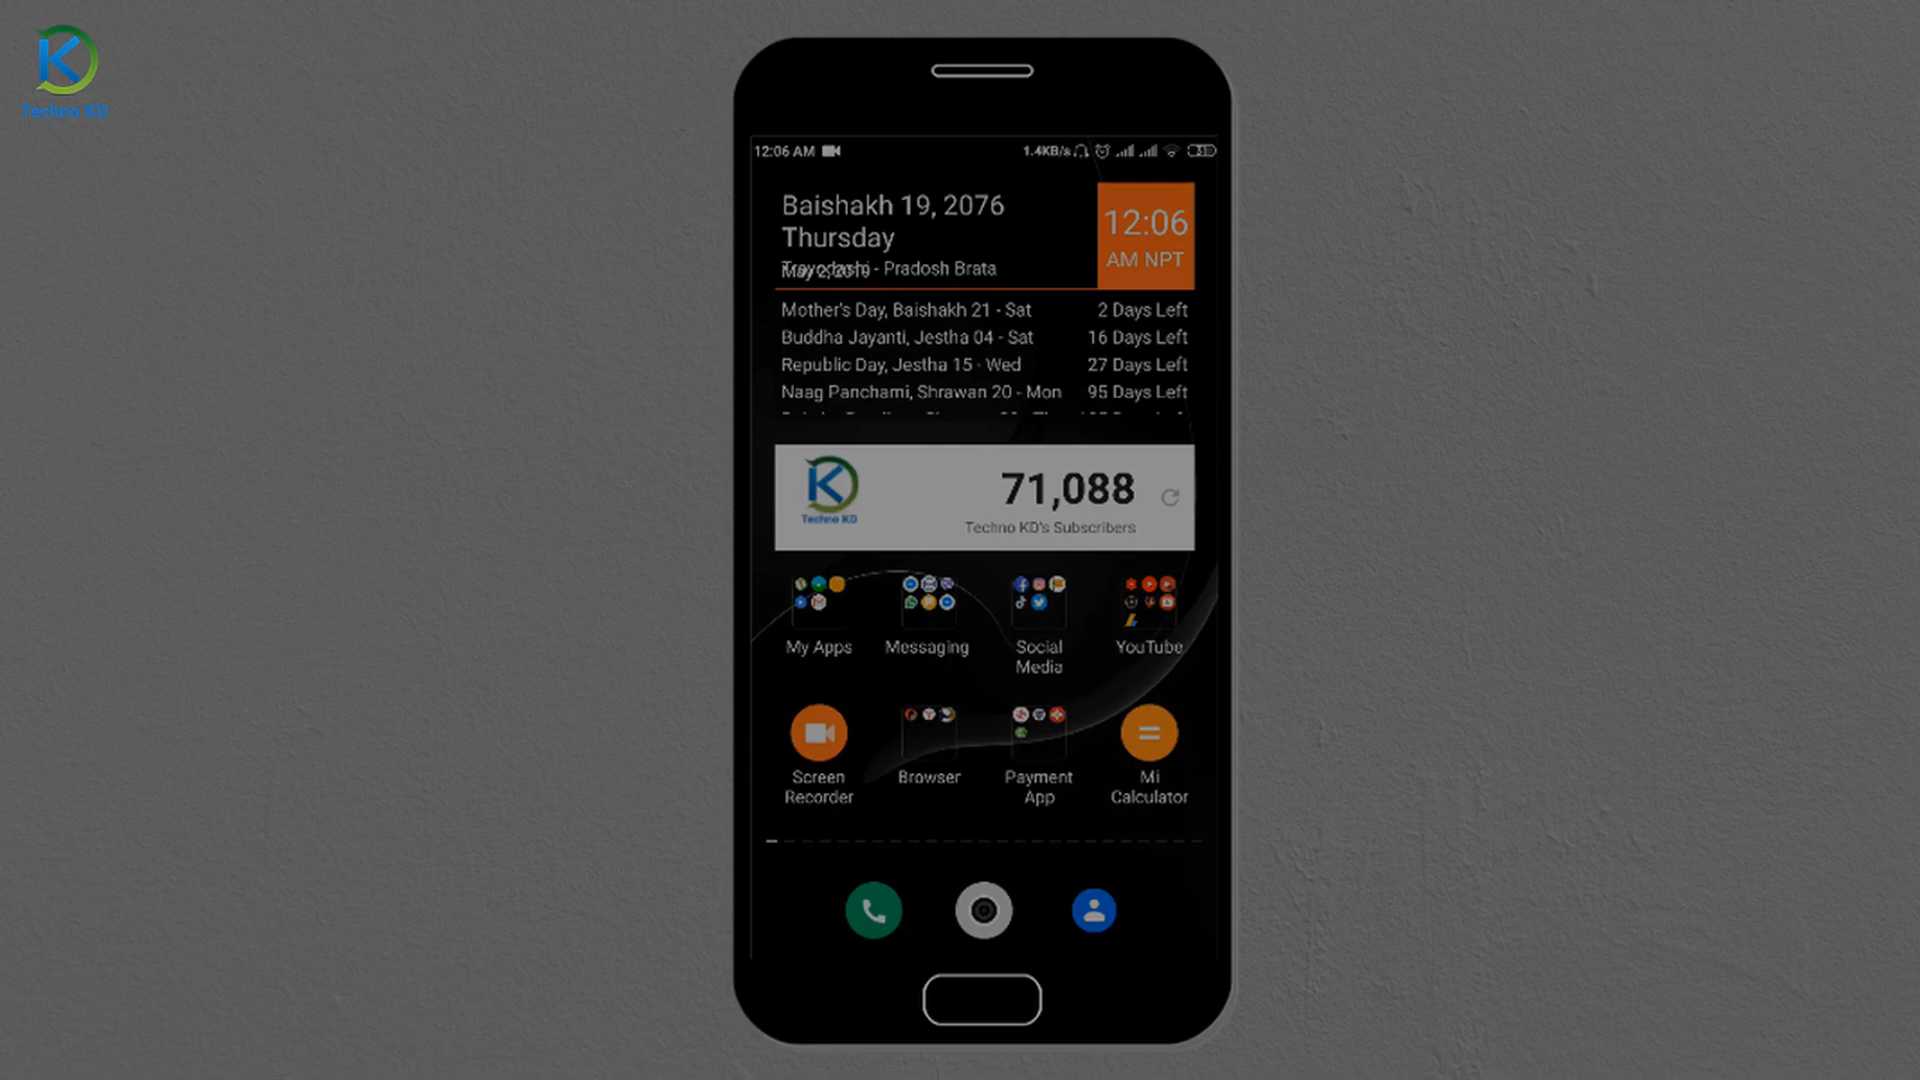 Techno KD
12:06 AM
1.4KB/s
Baishakh 19, 2076
Thursday
12:06
AM NPT
- Pradosh Brata
Mother's Day, Baishakh 21 - Sat 2 Days Left
Buddha Jayanti, Jestha 04 - Sat 16 Days Left
Republic Day, Jestha 15 - Wed 27 Days Left
Naag Panchami, Shrawan 20 - Mon 95 Days Left
71,088
Techno KD
Techno KD's Subscribers
My Apps Messaging Social Media YouTube
Screen Recorder Browser Payment App Mi Calculator